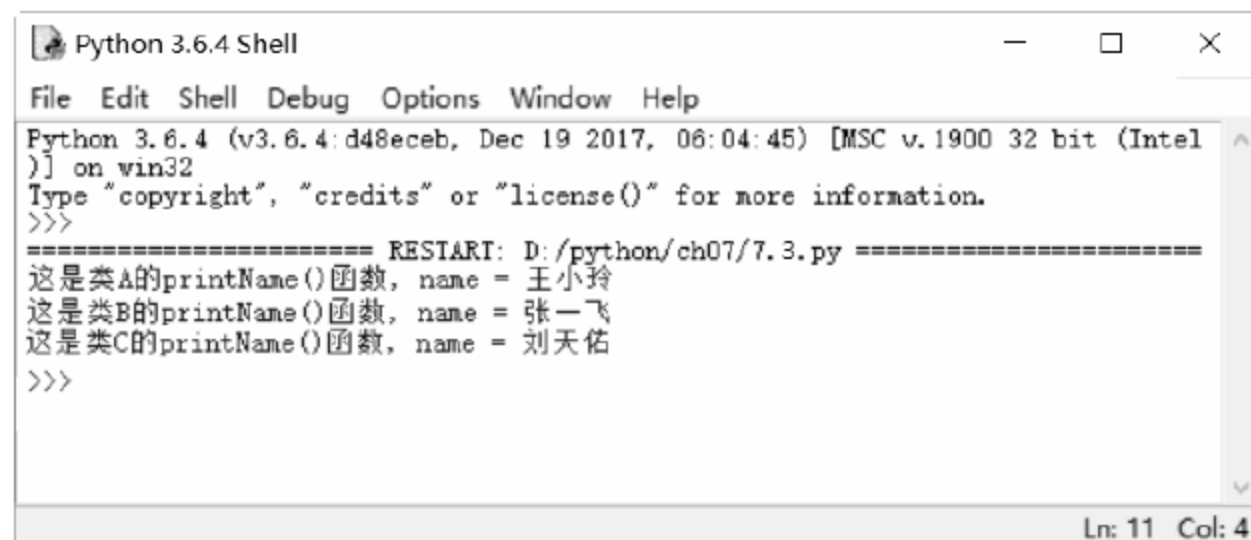 Python 3.6.4 Shell
File Edit Shell Debug Options Window Help
Python 3.6.4 (v3.6.4:d48eceb, Dec 19 2017, 06:04:45) [MSC v.1900 32 bit (Intel
)] on win32
Type "copyright", "credits" or "license()" for more information.
>>>
======================= RESTART: D:/python/ch07/7.3.py =======================
这是类A的printName()函数, name = 王小玲
这是类B的printName()函数, name = 张一飞
这是类C的printName()函数, name = 刘天佑
>>>
Ln: 11 Col: 4